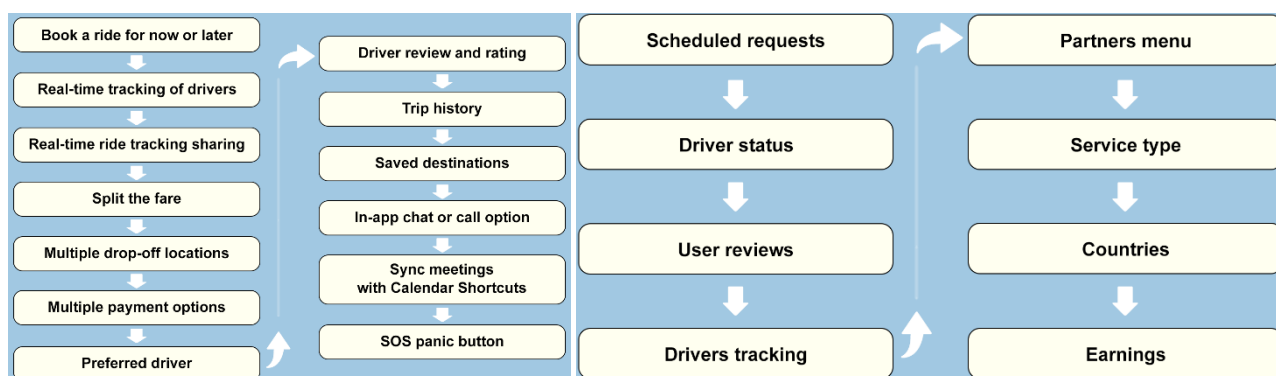 Book a ride for now or later
Real-time tracking of drivers
Real-time ride tracking sharing
Split the fare
Multiple drop-off locations
Multiple payment options
Preferred driver
Driver review and rating
Trip history
Saved destinations
In-app chat or call option
Sync meetings
with Calendar Shortcuts
SOS panic button
Scheduled requests
Driver status
User reviews
Drivers tracking
Partners menu
Service type
Countries
Earnings